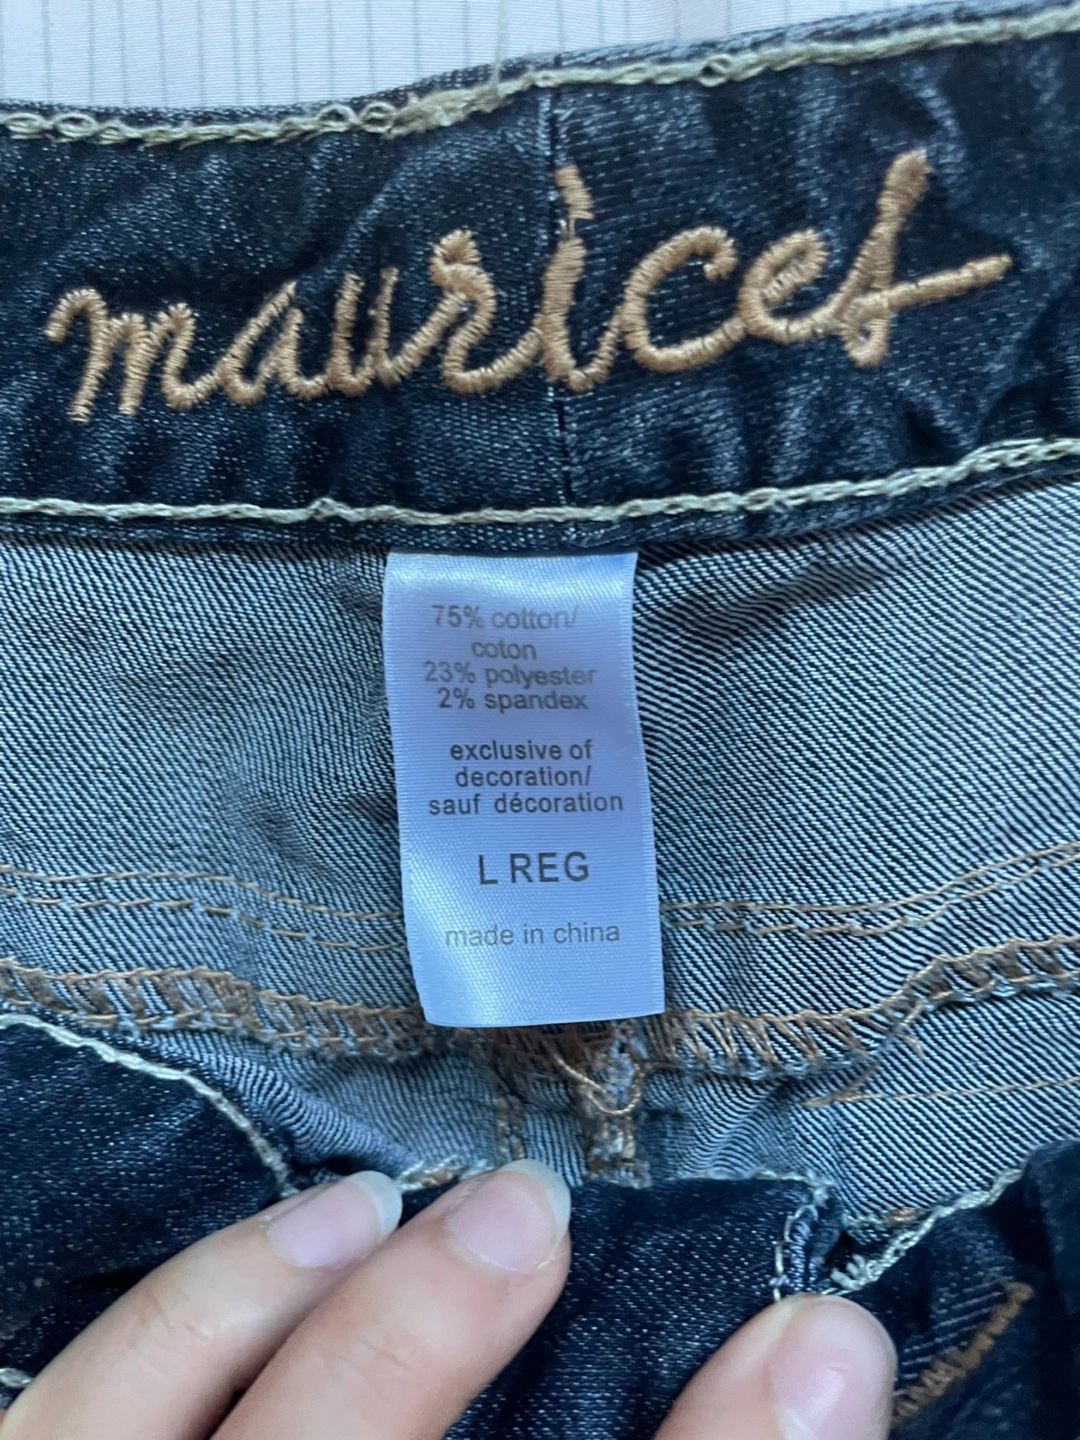 maurices
75% cotton/
coton
23% polyester
2% spandex
exclusive of
decoration/
sauf décoration
L REG
made in china